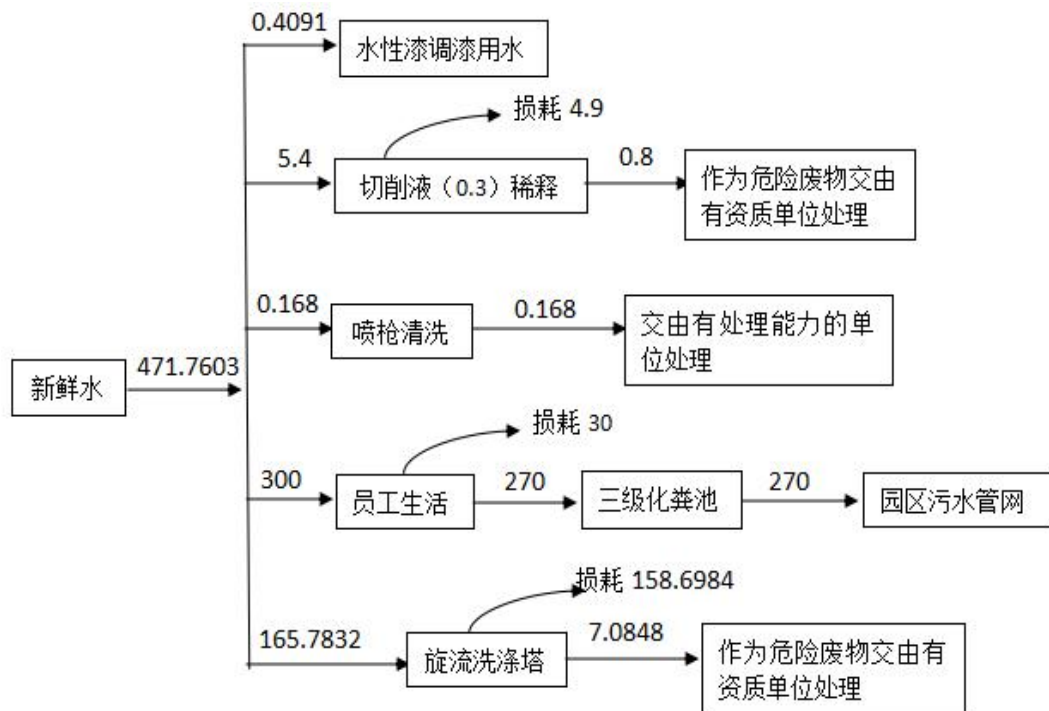 0.4091
水性漆调漆用水
损耗 4.9
5.4
切削液（0.3）稀释
0.8
作为危险废物交由
有资质单位处理
0.168
喷枪清洗
0.168
交由有处理能力的单
位处理
新鲜水
471.7603
损耗 30
300
员工生活
270
三级化粪池
270
园区污水管网
损耗 158.6984
165.7832
旋流洗涤塔
7.0848
作为危险废物交由有
资质单位处理